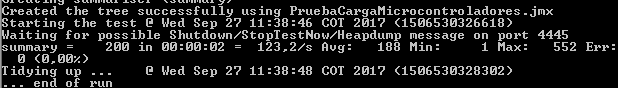 Creating summariser <summary>
Created the tree successfully using PruebaCargaMicrocontroladores.jmx
Starting the test @ Wed Sep 27 11:38:46 COT 2017 (1506530326618)
Waiting for possible Shutdown/StopTestNow/Heapdump message on port 4445
summary =    200 in 00:00:02 =  123,2/s Avg:   188 Min:     1 Max:   552 Err:
   0 (0,00%)
Tidying up ...    @ Wed Sep 27 11:38:48 COT 2017 (1506530328302)
... end of run